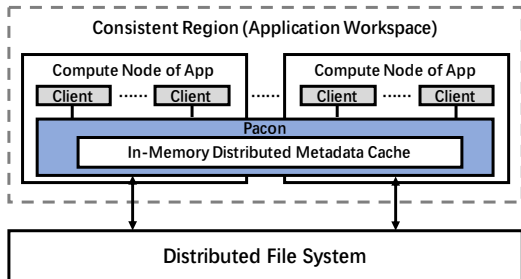 Consistent Region (Application Workspace)
Compute Node of App
Compute Node of App
Client ...... Client ...... Client ...... Client
Pacon
In-Memory Distributed Metadata Cache
Distributed File System